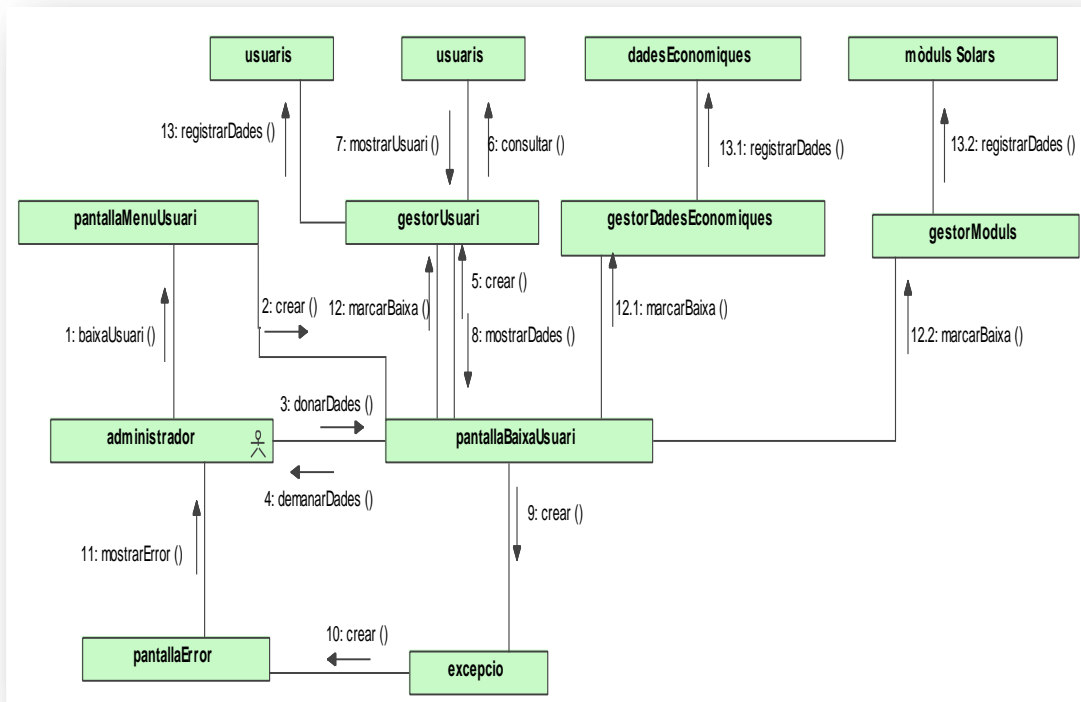 usuaris
usuaris
dadesEconomiques
mòduls Solars
13: registrarDades ()
7: mostrarUsuari ()
6: consultar ()
13.1: registrarDades ()
13.2: registrarDades ()
pantallaMenuUsuari
gestorUsuari
gestorDadesEconomiques
gestorModuls
2: crear ()
12: marcarBaixa ()
5: crear ()
12.1: marcarBaixa ()
1: baixaUsuari ()
8: mostrarDades ()
12.2: marcarBaixa ()
3: donarDades ()
administrador
pantallaBaixaUsuari
4: demanarDades ()
9: crear ()
11: mostrarError ()
10: crear ()
pantallaError
excepcio